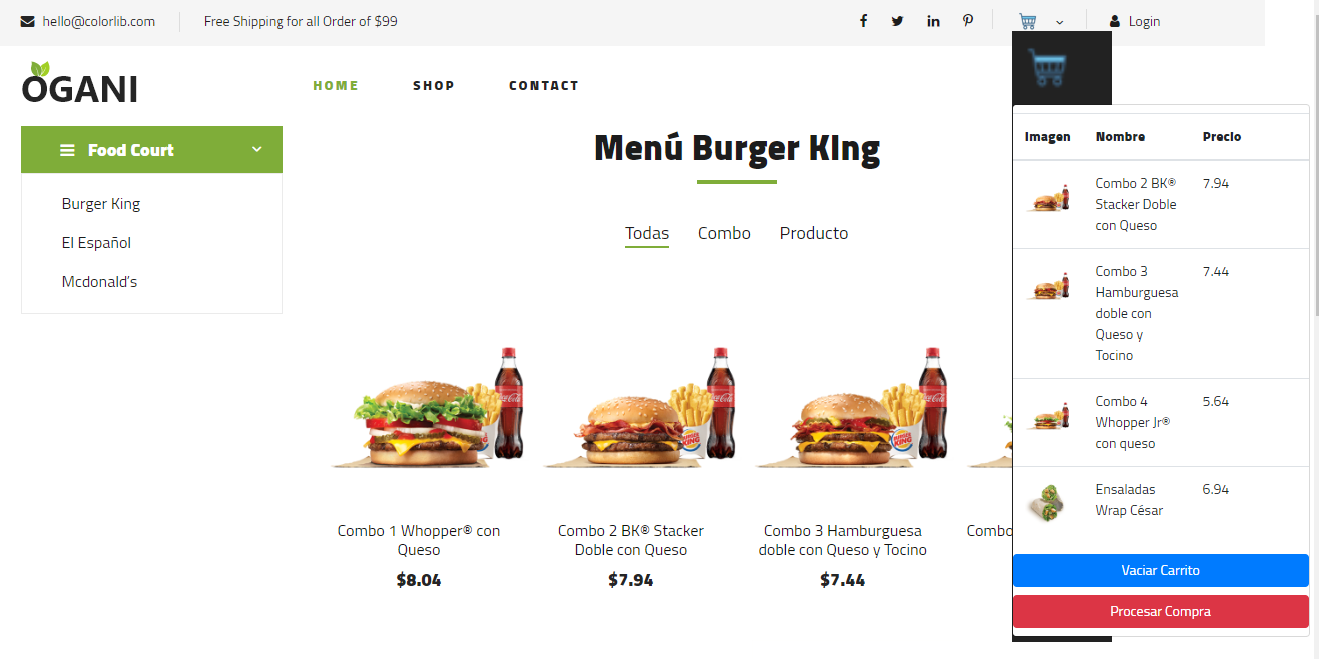 hello@colorlib.com
Free Shipping for all Order of $99
Login
OGANI
HOME
SHOP
CONTACT
Food Court
Burger King
El Español
Mcdonald's
Menú Burger KIng
Todas
Combo
Producto
Combo 1 Whopper® con
Queso
$8.04
Combo 2 BK® Stacker
Doble con Queso
$7.94
Combo 3 Hamburguesa
doble con Queso y Tocino
$7.44
Combo
Imagen
Nombre
Precio
Combo 2 BK®
Stacker Doble
con Queso
7.94
Combo 3
Hamburguesa
doble con
Queso y
Tocino
7.44
Combo 4
Whopper Jr®
con queso
5.64
Ensaladas
Wrap César
6.94
Vaciar Carrito
Procesar Compra